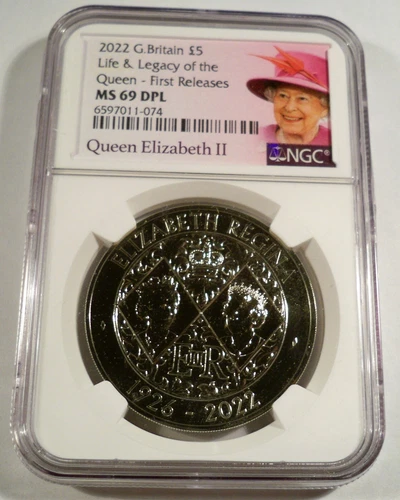 2022 G.Britain £5
Life & Legacy of the
Queen - First Releases
MS 69 DPL
6597011-074
Queen Elizabeth II
NGC®
ELIZABETH REGINA
EIIR
1926 - 2022